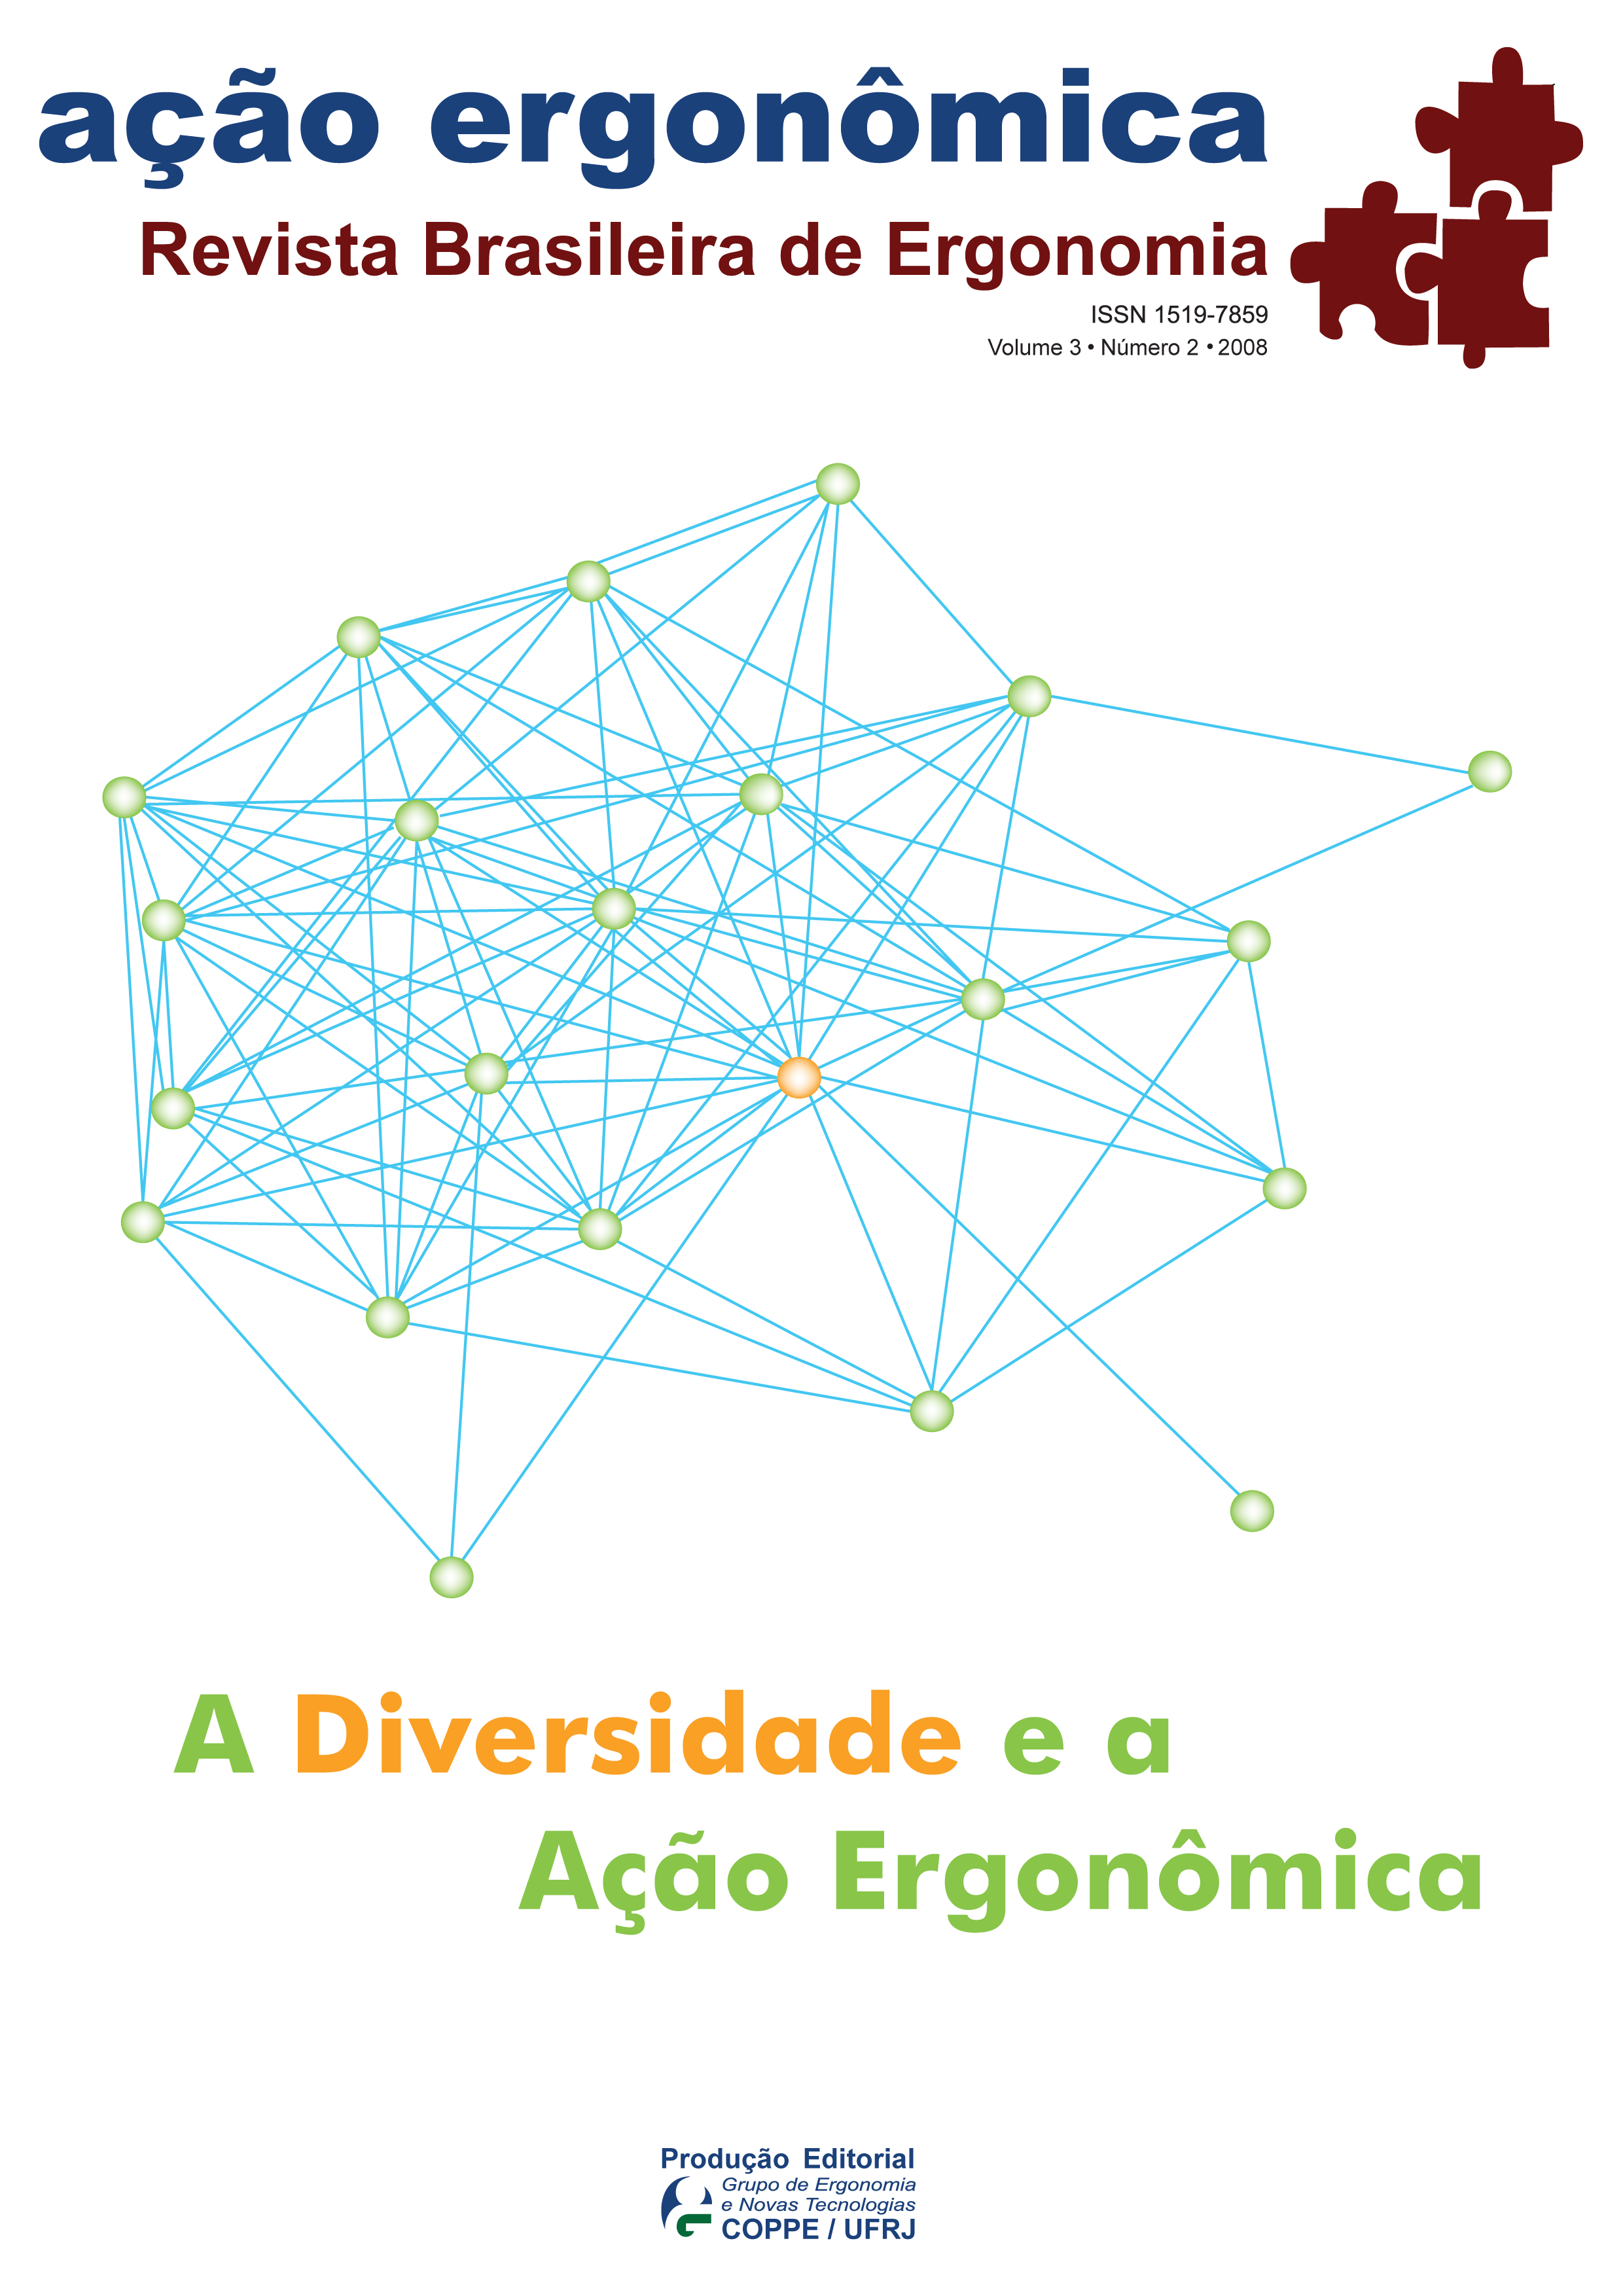 ação ergonômica
Revista Brasileira de Ergonomia
ISSN 1519-7859
Volume 3 • Número 2 • 2008
A Diversidade e a
Ação Ergonômica
Produção Editorial
Grupo de Ergonomia
e Novas Tecnologias
COPPE / UFRJ